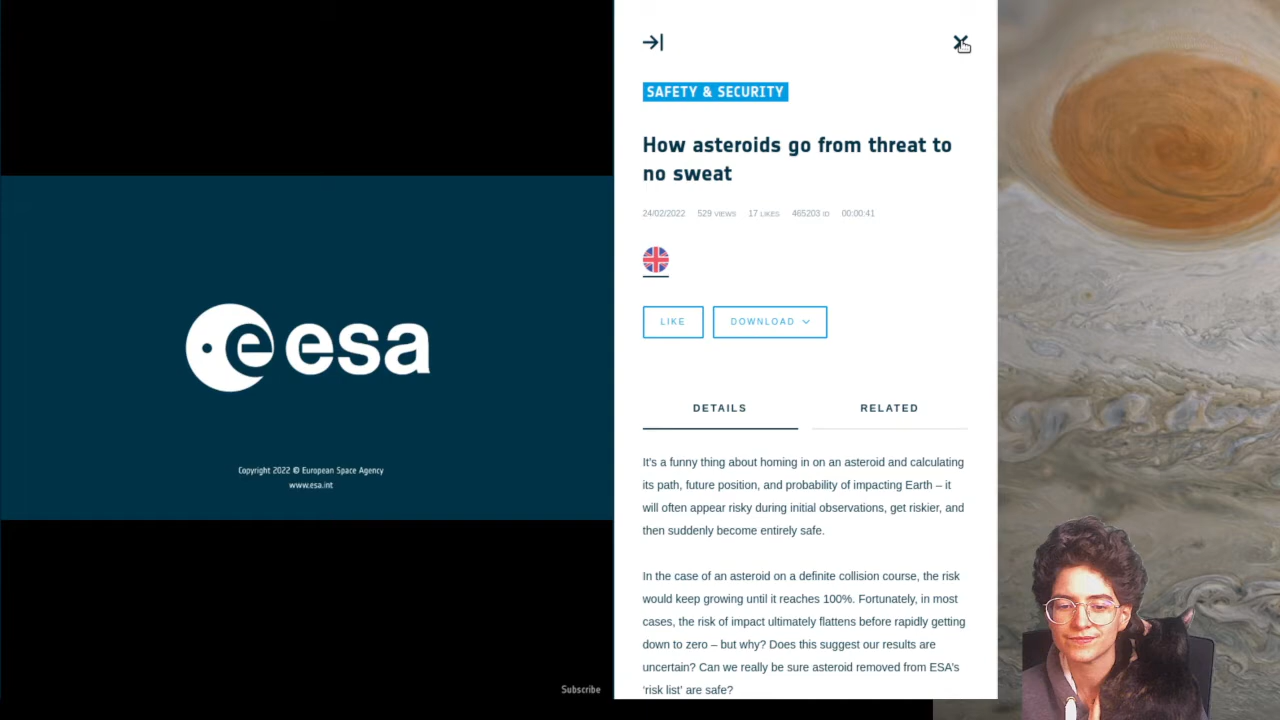 esa
Copyright 2022 © European Space Agency
www.esa.int
Subscribe
SAFETY & SECURITY
How asteroids go from threat to
no sweat
24/02/2022 529 VIEWS 17 LIKES 465203 ID 00:00:41
LIKE DOWNLOAD
DETAILS RELATED
It's a funny thing about homing in on an asteroid and calculating
its path, future position, and probability of impacting Earth – it
will often appear risky during initial observations, get riskier, and
then suddenly become entirely safe.
In the case of an asteroid on a definite collision course, the risk
would keep growing until it reaches 100%. Fortunately, in most
cases, the risk of impact ultimately flattens before rapidly getting
down to zero – but why? Does this suggest our results are
uncertain? Can we really be sure asteroid removed from ESA's
'risk list' are safe?